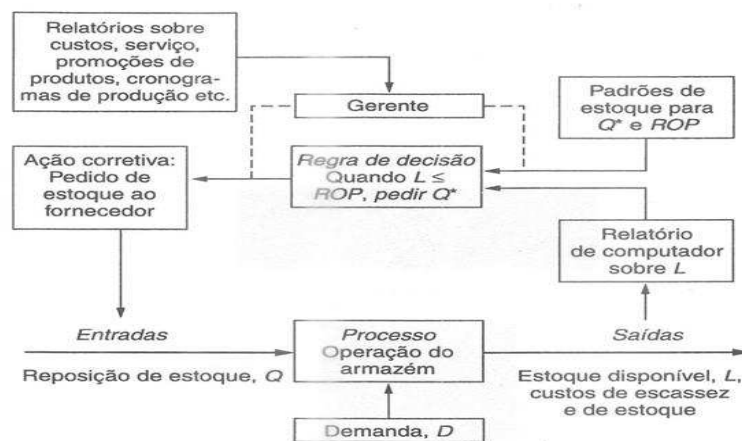 Relatórios sobre
custos, serviço,
promoções de
produtos, cronogra-
mas de produção etc.
Gerente
Padrões de
estoque para
Q* e ROP
Ação corretiva:
Pedido de
estoque ao
fornecedor
Regra de decisão
Quando L ≤
ROP, pedir Q*
Relatório
de computador
sobre L
Entradas
Reposição de estoque, Q
Processo
Operação do
armazém
Saídas
Estoque disponível, L,
custos de escassez
e de estoque
Demanda, D